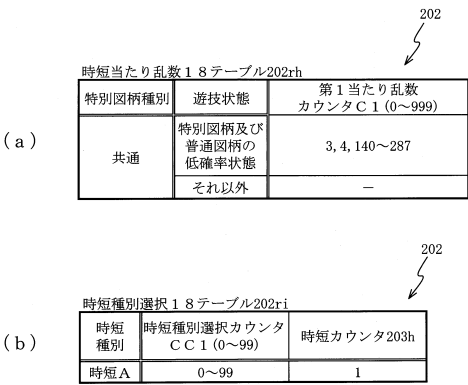 202
時短当たり乱数18テーブル202rh
特別図柄種別
遊技状態
第1当たり乱数
カウンタC1(0～999)
(a)
共通
特別図柄及び
普通図柄の
低確率状態
3,4,140～287
それ以外
－
202
時短種別選択18テーブル202ri
(b)
時短
種別
時短種別選択カウンタ
CC1(0～99)
時短カウンタ203h
時短A
0～99
1